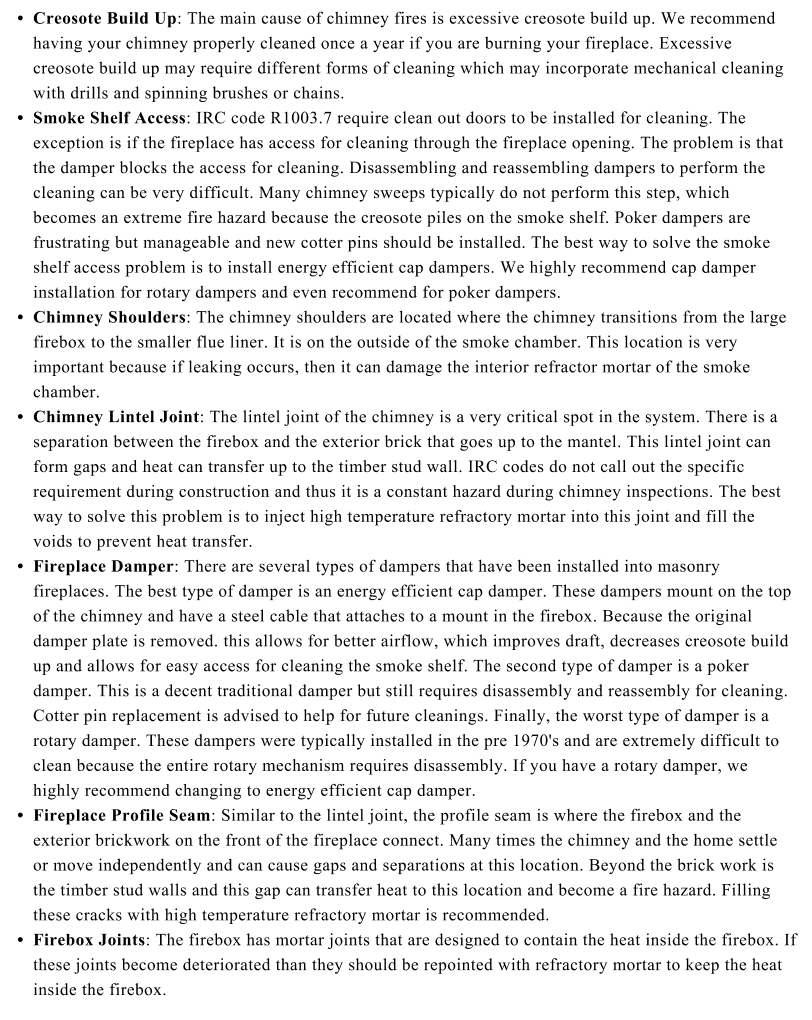 • Creosote Build Up: The main cause of chimney fires is excessive creosote build up. We recommend
having your chimney properly cleaned once a year if you are burning your fireplace. Excessive
creosote build up may require different forms of cleaning which may incorporate mechanical cleaning
with drills and spinning brushes or chains.
• Smoke Shelf Access: IRC code R1003.7 require clean out doors to be installed for cleaning. The
exception is if the fireplace has access for cleaning through the fireplace opening. The problem is that
the damper blocks the access for cleaning. Disassembling and reassembling dampers to perform the
cleaning can be very difficult. Many chimney sweeps typically do not perform this step, which
becomes an extreme fire hazard because the creosote piles on the smoke shelf. Poker dampers are
frustrating but manageable and new cotter pins should be installed. The best way to solve the smoke
shelf access problem is to install energy efficient cap dampers. We highly recommend cap damper
installation for rotary dampers and even recommend for poker dampers.
• Chimney Shoulders: The chimney shoulders are located where the chimney transitions from the large
firebox to the smaller flue liner. It is on the outside of the smoke chamber. This location is very
important because if leaking occurs, then it can damage the interior refractor mortar of the smoke
chamber.
• Chimney Lintel Joint: The lintel joint of the chimney is a very critical spot in the system. There is a
separation between the firebox and the exterior brick that goes up to the mantel. This lintel joint can
form gaps and heat can transfer up to the timber stud wall. IRC codes do not call out the specific
requirement during construction and thus it is a constant hazard during chimney inspections. The best
way to solve this problem is to inject high temperature refractory mortar into this joint and fill the
voids to prevent heat transfer.
• Fireplace Damper: There are several types of dampers that have been installed into masonry
fireplaces. The best type of damper is an energy efficient cap damper. These dampers mount on the top
of the chimney and have a steel cable that attaches to a mount in the firebox. Because the original
damper plate is removed. this allows for better airflow, which improves draft, decreases creosote build
up and allows for easy access for cleaning the smoke shelf. The second type of damper is a poker
damper. This is a decent traditional damper but still requires disassembly and reassembly for cleaning.
Cotter pin replacement is advised to help for future cleanings. Finally, the worst type of damper is a
rotary damper. These dampers were typically installed in the pre 1970's and are extremely difficult to
clean because the entire rotary mechanism requires disassembly. If you have a rotary damper, we
highly recommend changing to energy efficient cap damper.
• Fireplace Profile Seam: Similar to the lintel joint, the profile seam is where the firebox and the
exterior brickwork on the front of the fireplace connect. Many times the chimney and the home settle
or move independently and can cause gaps and separations at this location. Beyond the brick work is
the timber stud walls and this gap can transfer heat to this location and become a fire hazard. Filling
these cracks with high temperature refractory mortar is recommended.
• Firebox Joints: The firebox has mortar joints that are designed to contain the heat inside the firebox. If
these joints become deteriorated than they should be repointed with refractory mortar to keep the heat
inside the firebox.